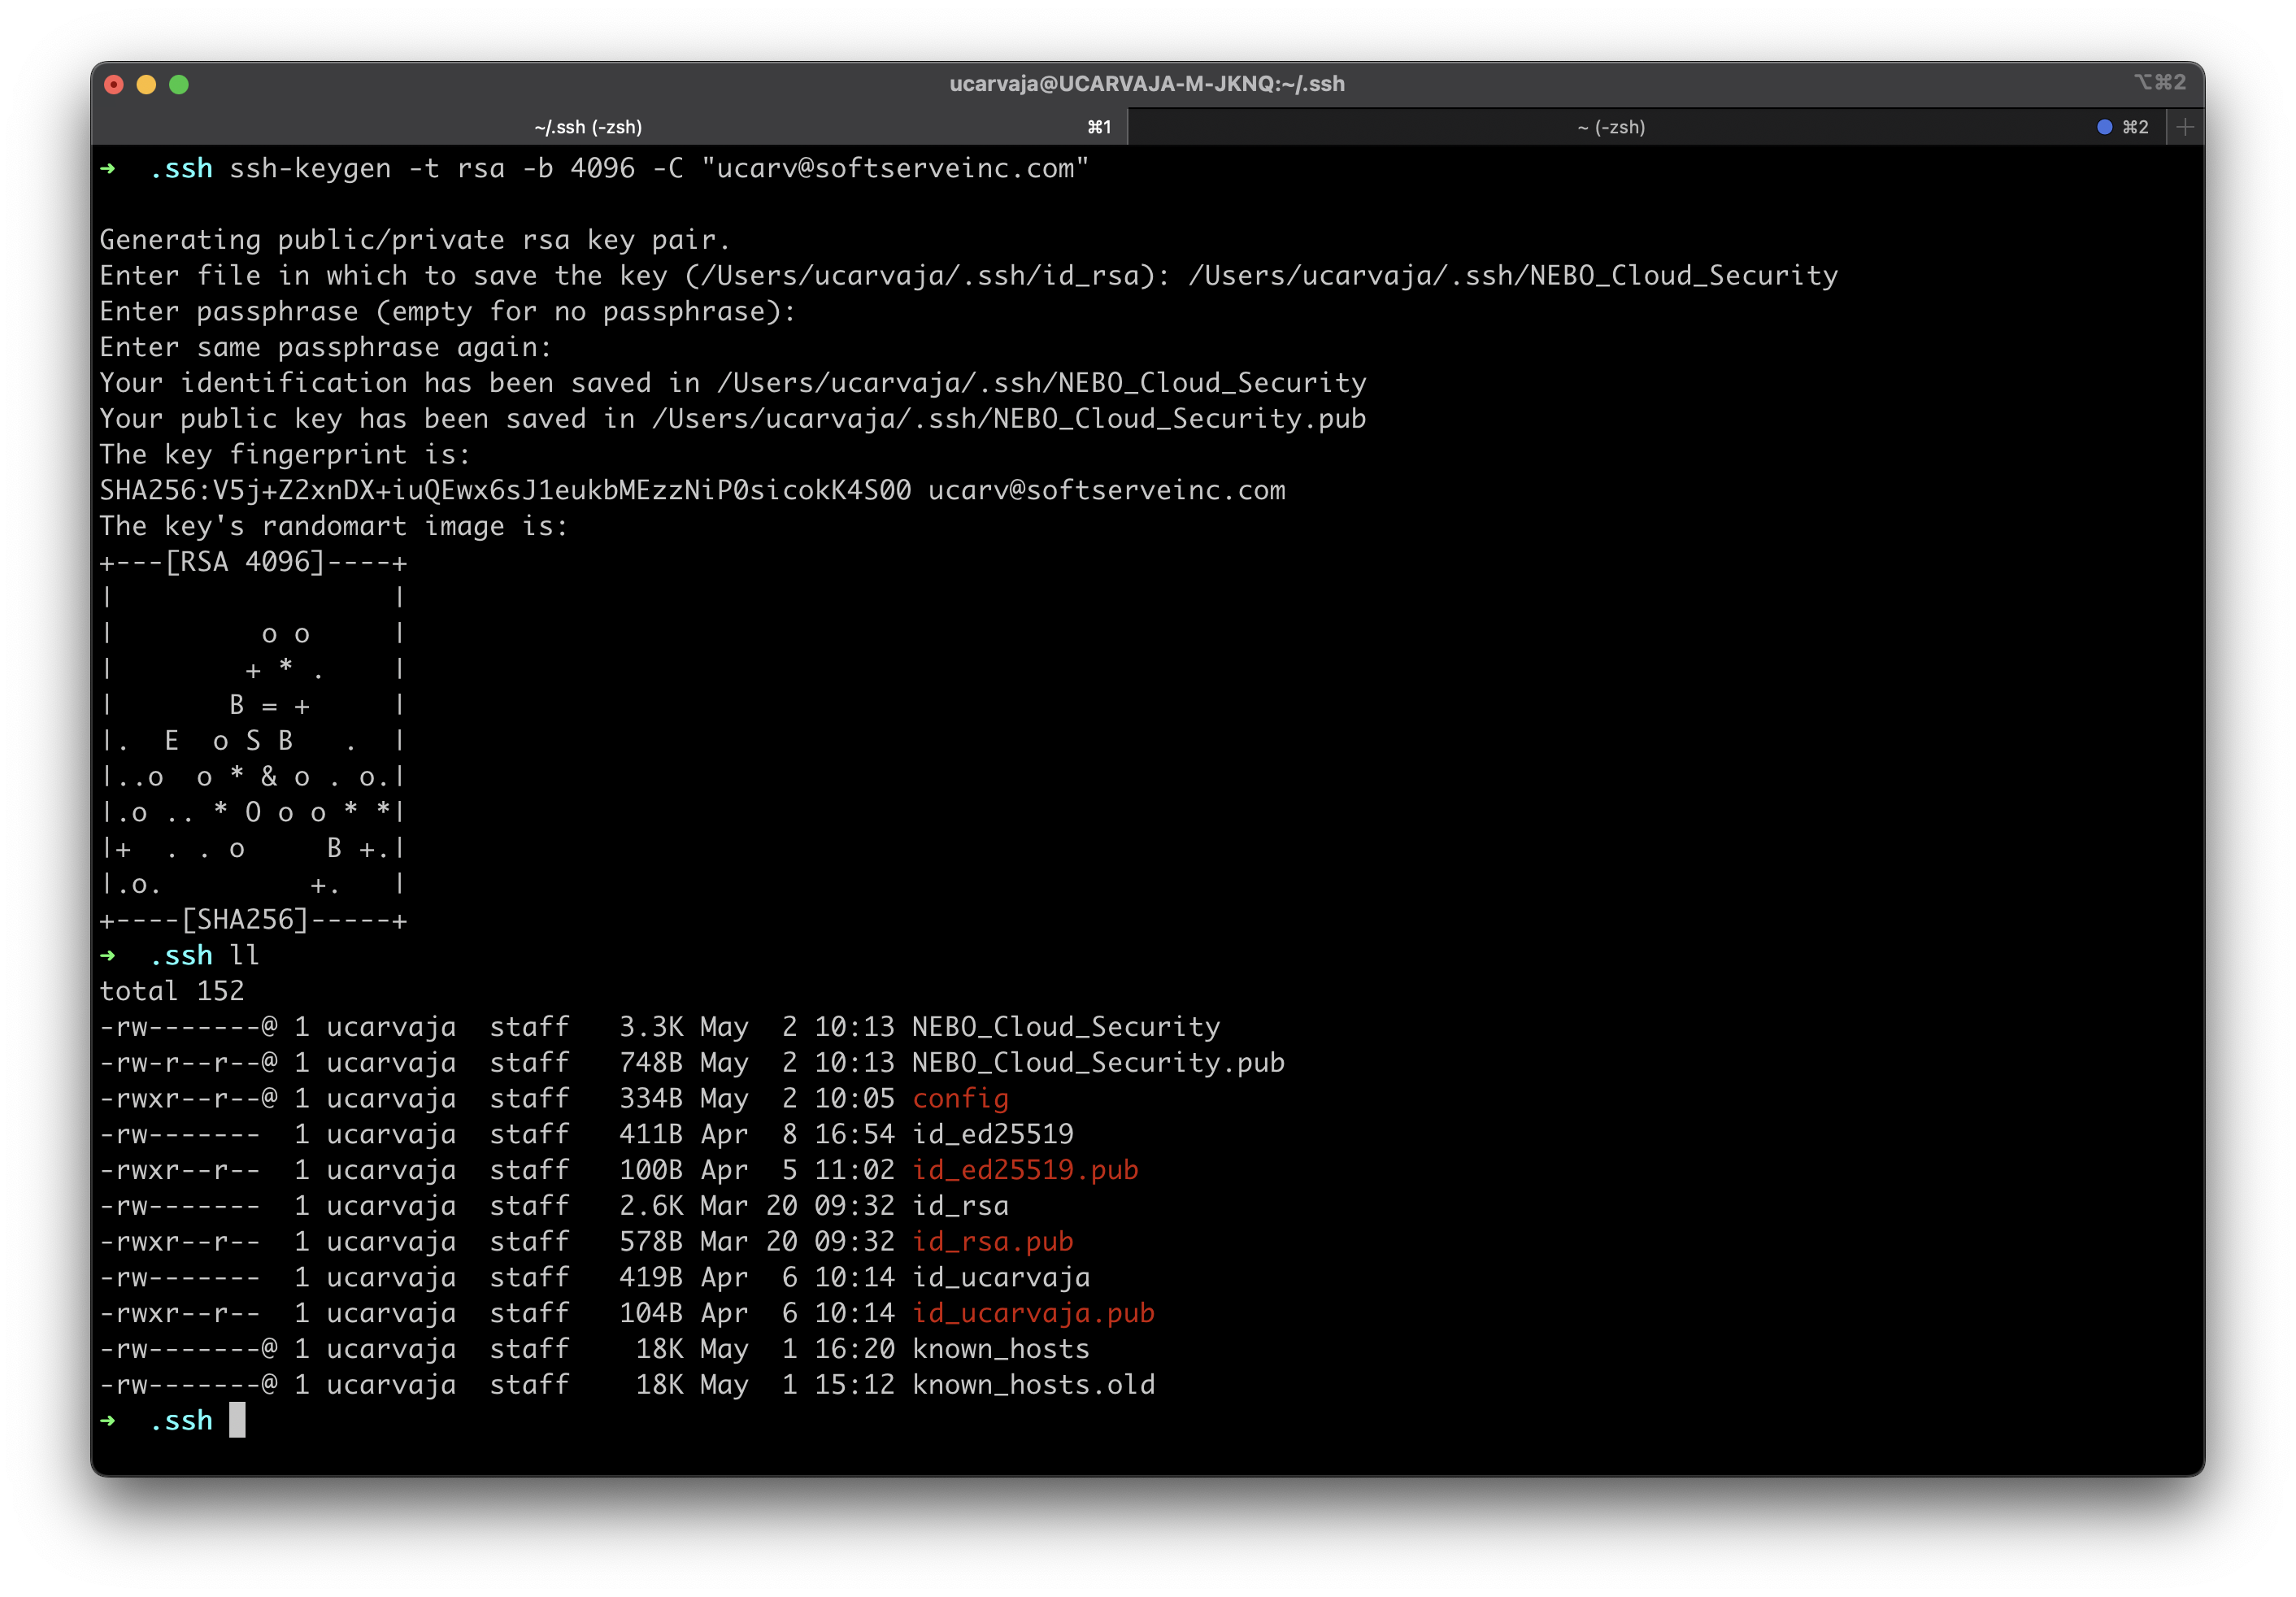 ucarvaja@UCARVAJA-M-JKNQ:~/.ssh
⌥⌘2
~/.ssh (-zsh) ⌘1
~ (-zsh) ⌘2
➜  .ssh ssh-keygen -t rsa -b 4096 -C "ucarv@softserveinc.com"
Generating public/private rsa key pair.
Enter file in which to save the key (/Users/ucarvaja/.ssh/id_rsa): /Users/ucarvaja/.ssh/NEBO_Cloud_Security
Enter passphrase (empty for no passphrase):
Enter same passphrase again:
Your identification has been saved in /Users/ucarvaja/.ssh/NEBO_Cloud_Security
Your public key has been saved in /Users/ucarvaja/.ssh/NEBO_Cloud_Security.pub
The key fingerprint is:
SHA256:V5j+Z2xnDX+iuQEwx6sJ1eukbMEzzNiP0sicokK4S00 ucarv@softserveinc.com
The key's randomart image is:
+---[RSA 4096]----+
|                 |
|         o o     |
|        + * .    |
|       B = +     |
|.  E  o S B   .  |
|..o  o * & o . o.|
|.o .. * O o o * *|
|+  . . o     B +.|
|.o.         +.   |
+----[SHA256]-----+
➜  .ssh ll
total 152
-rw-------@ 1 ucarvaja  staff   3.3K May  2 10:13 NEBO_Cloud_Security
-rw-r--r--@ 1 ucarvaja  staff   748B May  2 10:13 NEBO_Cloud_Security.pub
-rwxr--r--@ 1 ucarvaja  staff   334B May  2 10:05 config
-rw-------  1 ucarvaja  staff   411B Apr  8 16:54 id_ed25519
-rwxr--r--  1 ucarvaja  staff   100B Apr  5 11:02 id_ed25519.pub
-rw-------  1 ucarvaja  staff   2.6K Mar 20 09:32 id_rsa
-rwxr--r--  1 ucarvaja  staff   578B Mar 20 09:32 id_rsa.pub
-rw-------  1 ucarvaja  staff   419B Apr  6 10:14 id_ucarvaja
-rwxr--r--  1 ucarvaja  staff   104B Apr  6 10:14 id_ucarvaja.pub
-rw-------@ 1 ucarvaja  staff    18K May  1 16:20 known_hosts
-rw-------@ 1 ucarvaja  staff    18K May  1 15:12 known_hosts.old
➜  .ssh